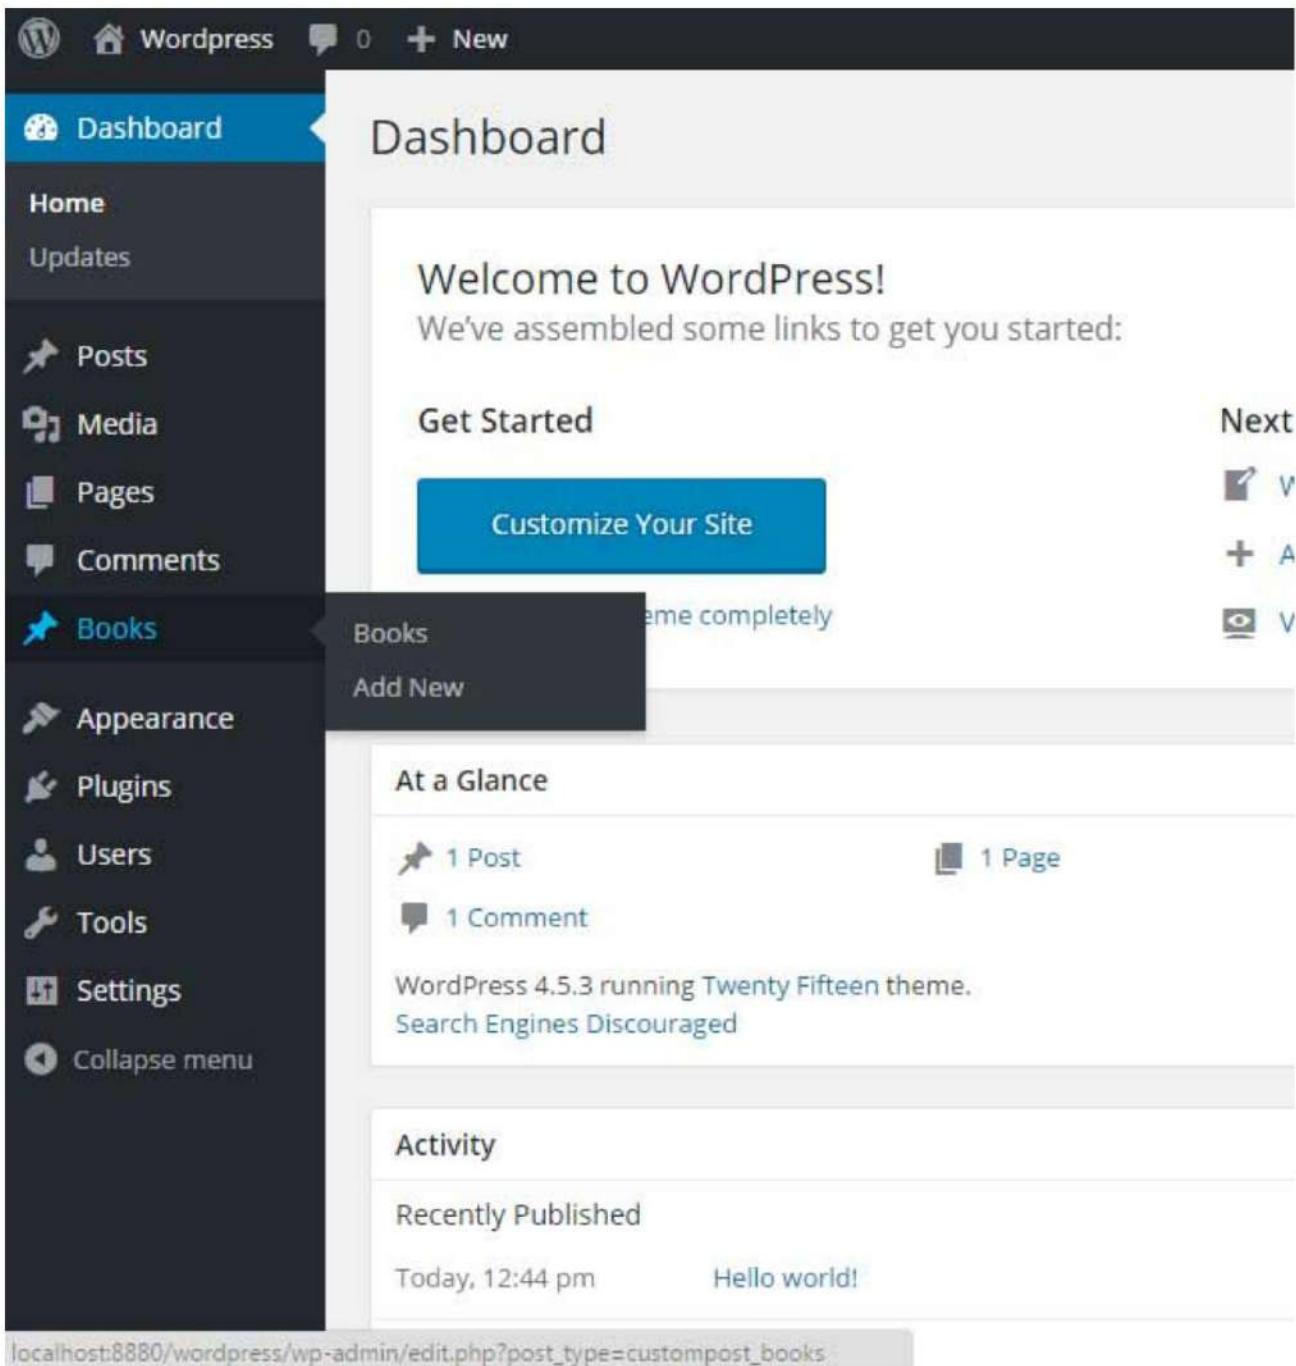 Wordpress 0 New
Dashboard
Home
Updates
Posts
Media
Pages
Comments
Books
Books
Add New
Appearance
Plugins
Users
Tools
Settings
Collapse menu
Dashboard
Welcome to WordPress!
We've assembled some links to get you started:
Get Started
Customize Your Site
eme completely
Next
At a Glance
1 Post
1 Page
1 Comment
WordPress 4.5.3 running Twenty Fifteen theme.
Search Engines Discouraged
Activity
Recently Published
Today, 12:44 pm Hello world!
localhost:8880/wordpress/wp-admin/edit.php?post_type=custompost_books